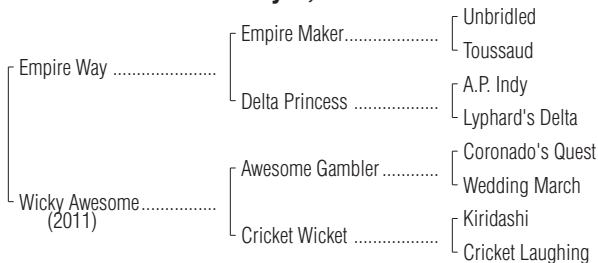 Unbridled
Empire Maker....................
Toussaud
Empire Way ......................
A.P. Indy
Delta Princess ..................
Lyphard's Delta
Coronado's Quest
Awesome Gambler ............
Wedding March
Wicky Awesome................
(2011)
Kiridashi
Cricket Wicket ..................
Cricket Laughing